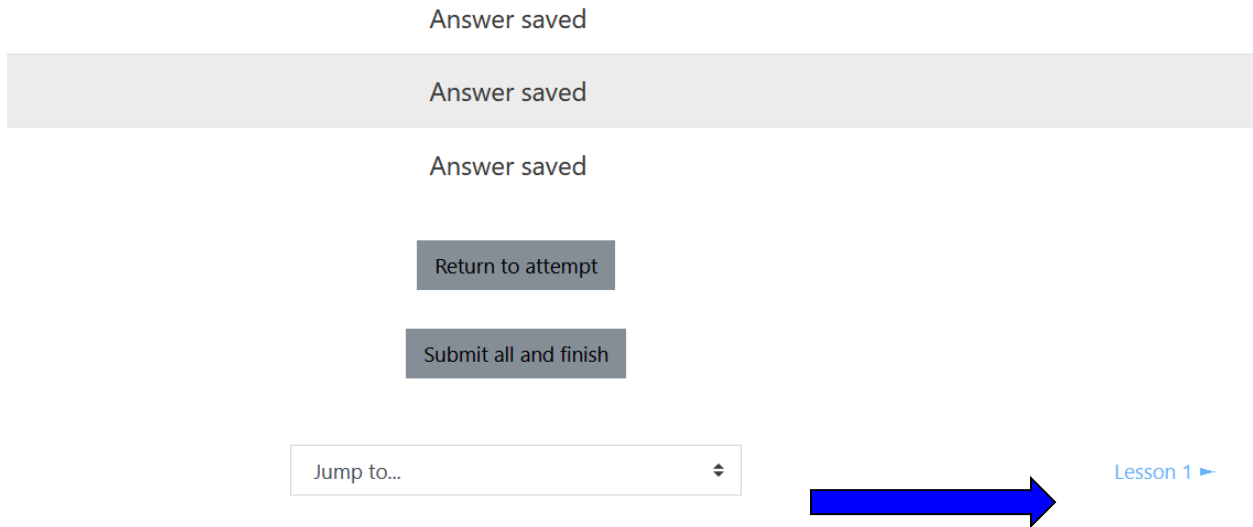 Answer saved
Answer saved
Answer saved
Return to attempt
Submit all and finish
Jump to...
Lesson 1 ►